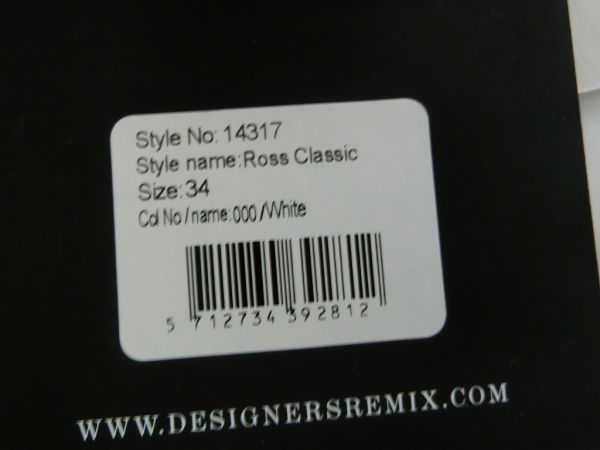 Style No: 14317
Style name:Ross Classic
Size:34
Col No/name:000/White
5 712734 392812
WWW.DESIGNERSREMIX.COM